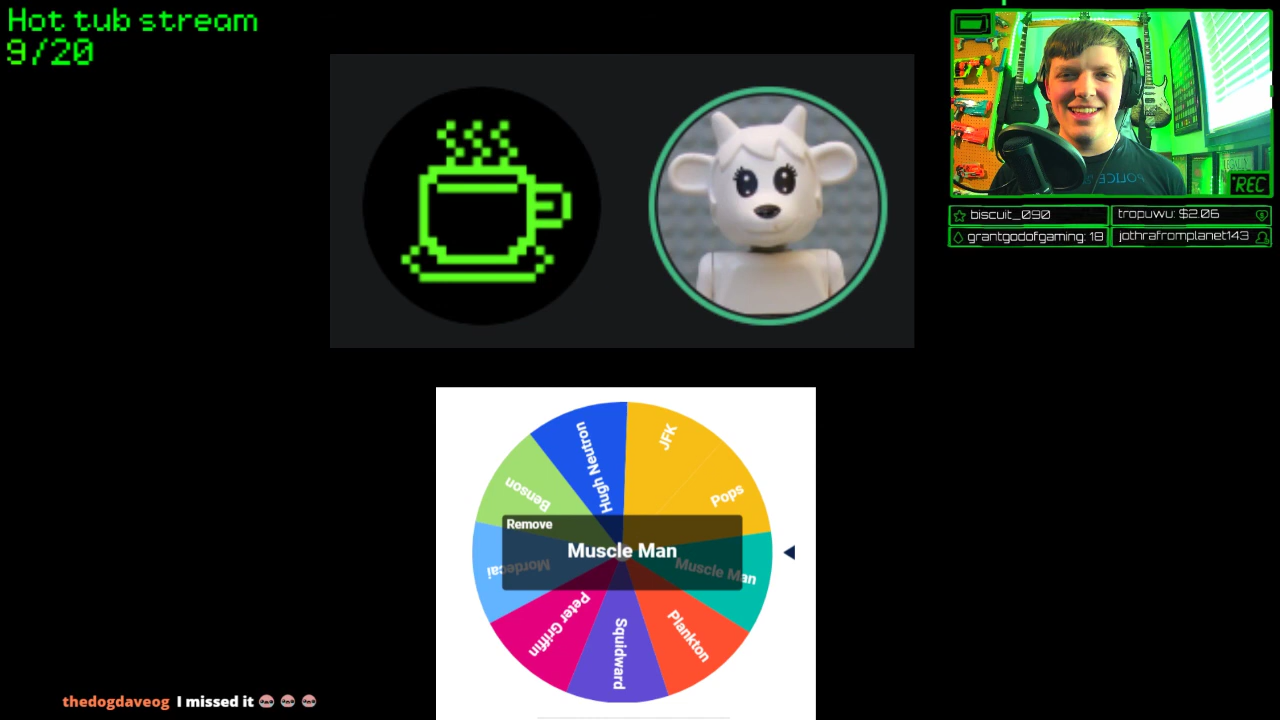 Hot tub stream
9/20
REC
biscuit_090
tropuwu: $2.06
grantgodofgaming: 18
jothrafromplanet143
POLICE
Hugh Neutron
JFK
Benson
Pops
Remove
Muscle Man
Mordecai
Muscle Man
Peter Griffin
Squidward
Plankton
thedogdaveog I missed it